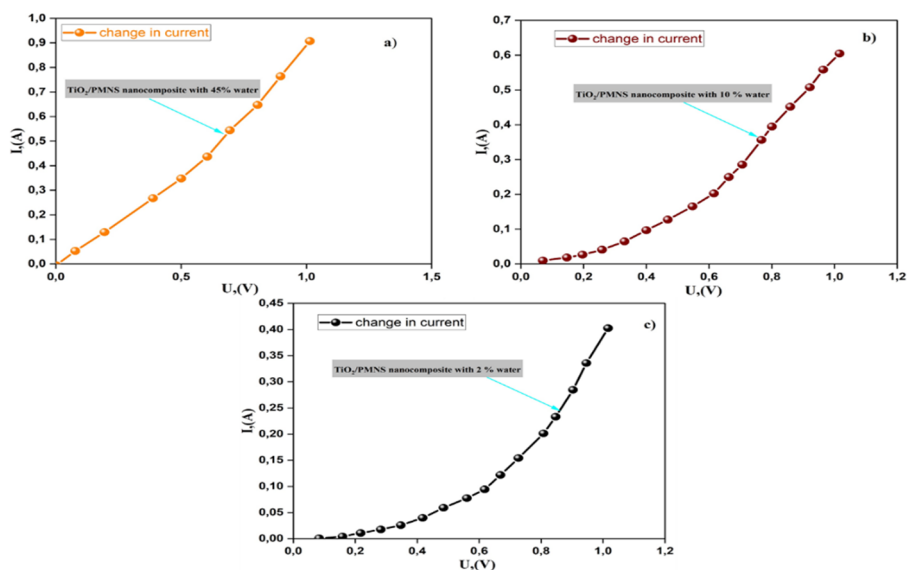 1,0
0,9
0,8
0,7
0,6
0,5
0,4
0,3
0,2
0,1
0,0
I,(A)
change in current
a)
TiO2/PMNS nanocomposite with 45% water
0,0 0,5 1,0 1,5
U,(V)
0,7
0,6
0,5
0,4
0,3
0,2
0,1
0,0
I,(A)
change in current
b)
TiO2/PMNS nanocomposite with 10 % water
0,0 0,2 0,4 0,6 0,8 1,0 1,2
U,(V)
0,45
0,40
0,35
0,30
0,25
0,20
0,15
0,10
0,05
0,00
I,(A)
change in current
c)
TiO2/PMNS nanocomposite with 2 % water
0,0 0,2 0,4 0,6 0,8 1,0 1,2
U,(V)